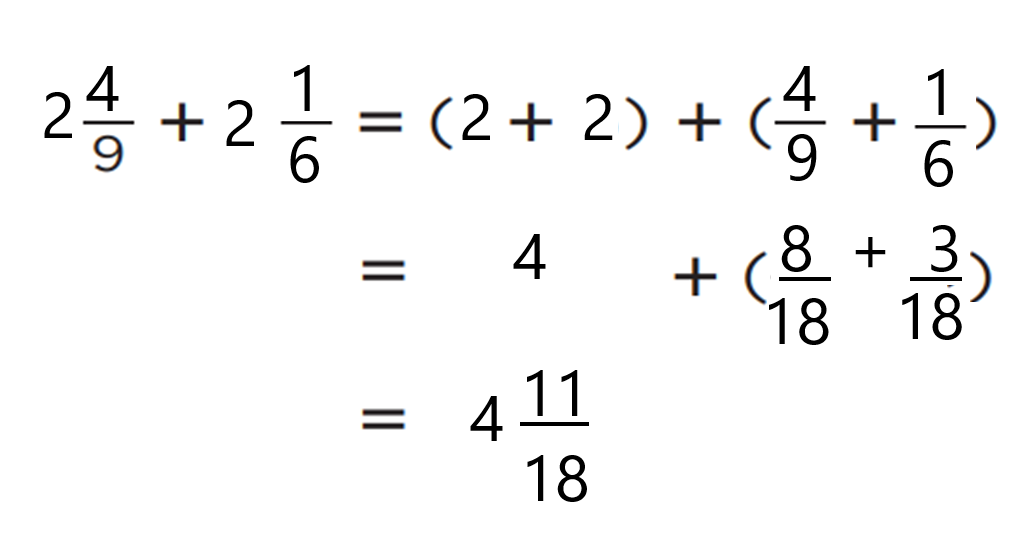 2 4/9 + 2 1/6 = (2 + 2) + (4/9 + 1/6)
= 4 + (8/18 + 3/18)
= 4 11/18